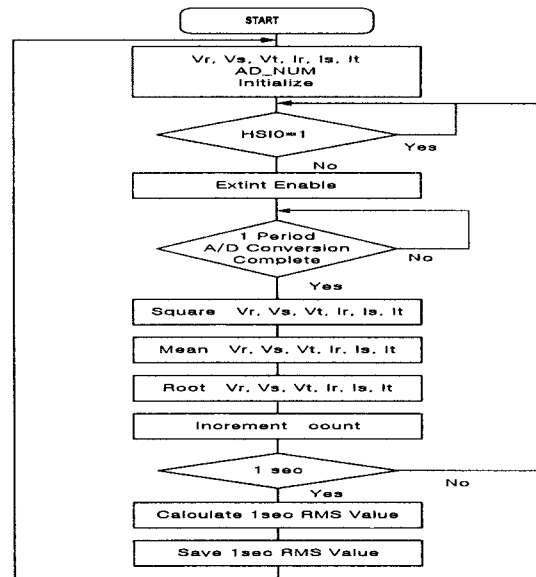 START
Vr, Vs, Vt, Ir, Is, It
AD_NUM
Initialize
HSIO=1
Yes
No
Extint Enable
1 Period
A/D Conversion
Complete
No
Yes
Square Vr, Vs, Vt, Ir, Is, It
Mean Vr, Vs, Vt, Ir, Is, It
Root Vr, Vs, Vt, Ir, Is, It
Increment count
1 sec
No
Yes
Calculate 1sec RMS Value
Save 1sec RMS Value